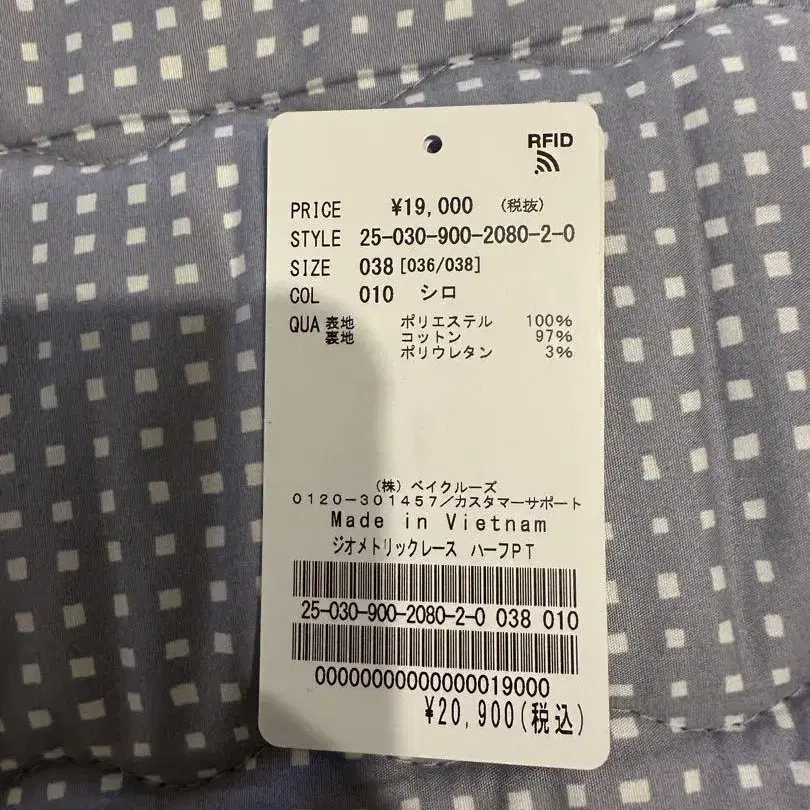 RFID
PRICE ¥19,000 (税抜)
STYLE 25-030-900-2080-2-0
SIZE 038 [036/038]
COL 010 シロ
QUA 表地 ポリエステル 100%
裏地 コットン 97%
ポリウレタン 3%
(株) ベイクルーズ
0120-301457/カスタマーサポート
Made in Vietnam
ジオメトリックレース ハーフPT
25-030-900-2080-2-0 038 010
00000000000000019000
¥20,900(税込)